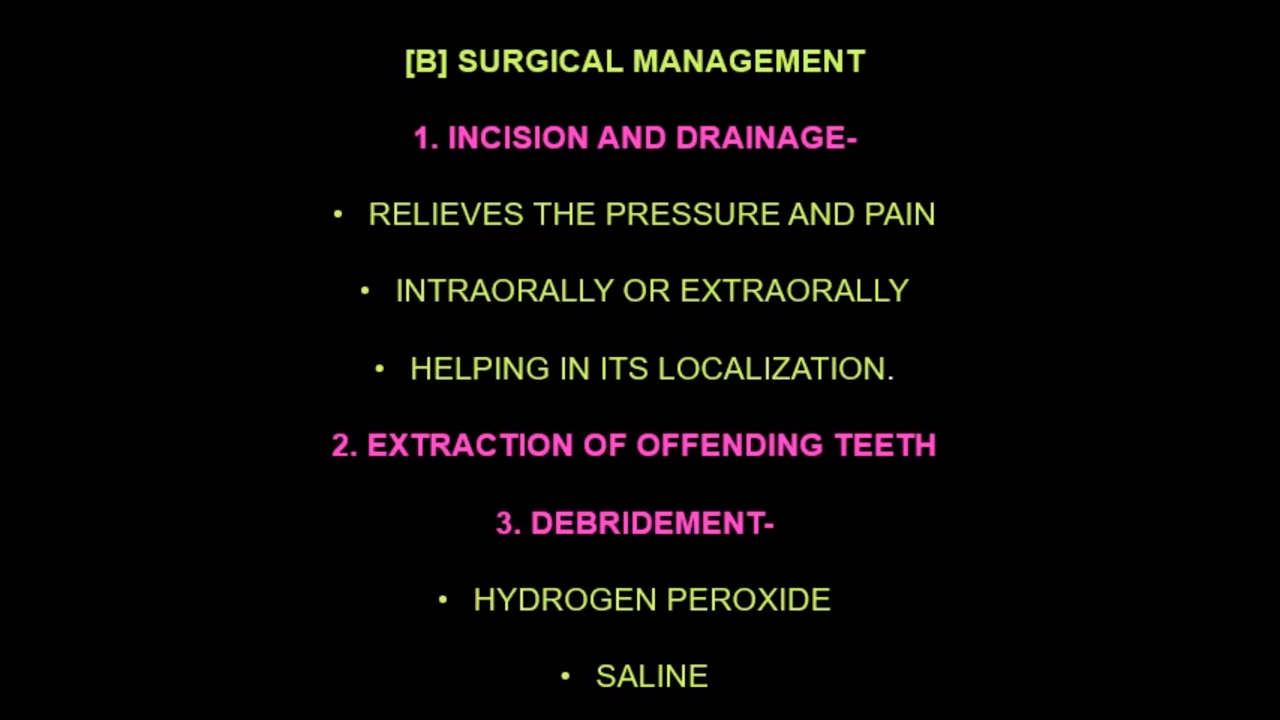 [B] SURGICAL MANAGEMENT
1. INCISION AND DRAINAGE-
• RELIEVES THE PRESSURE AND PAIN
• INTRAORALLY OR EXTRAORALLY
• HELPING IN ITS LOCALIZATION.
2. EXTRACTION OF OFFENDING TEETH
3. DEBRIDEMENT-
• HYDROGEN PEROXIDE
• SALINE